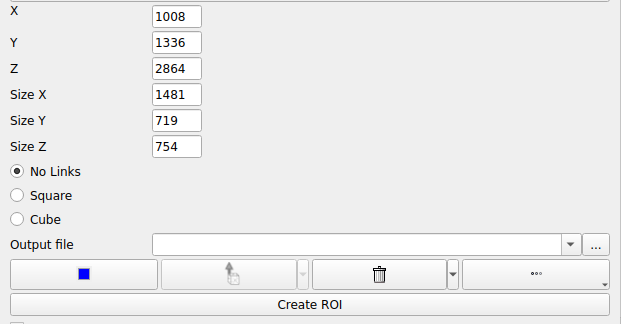 X 1008
Y 1336
Z 2864
Size X 1481
Size Y 719
Size Z 754
No Links
Square
Cube
Output file ...
Create ROI